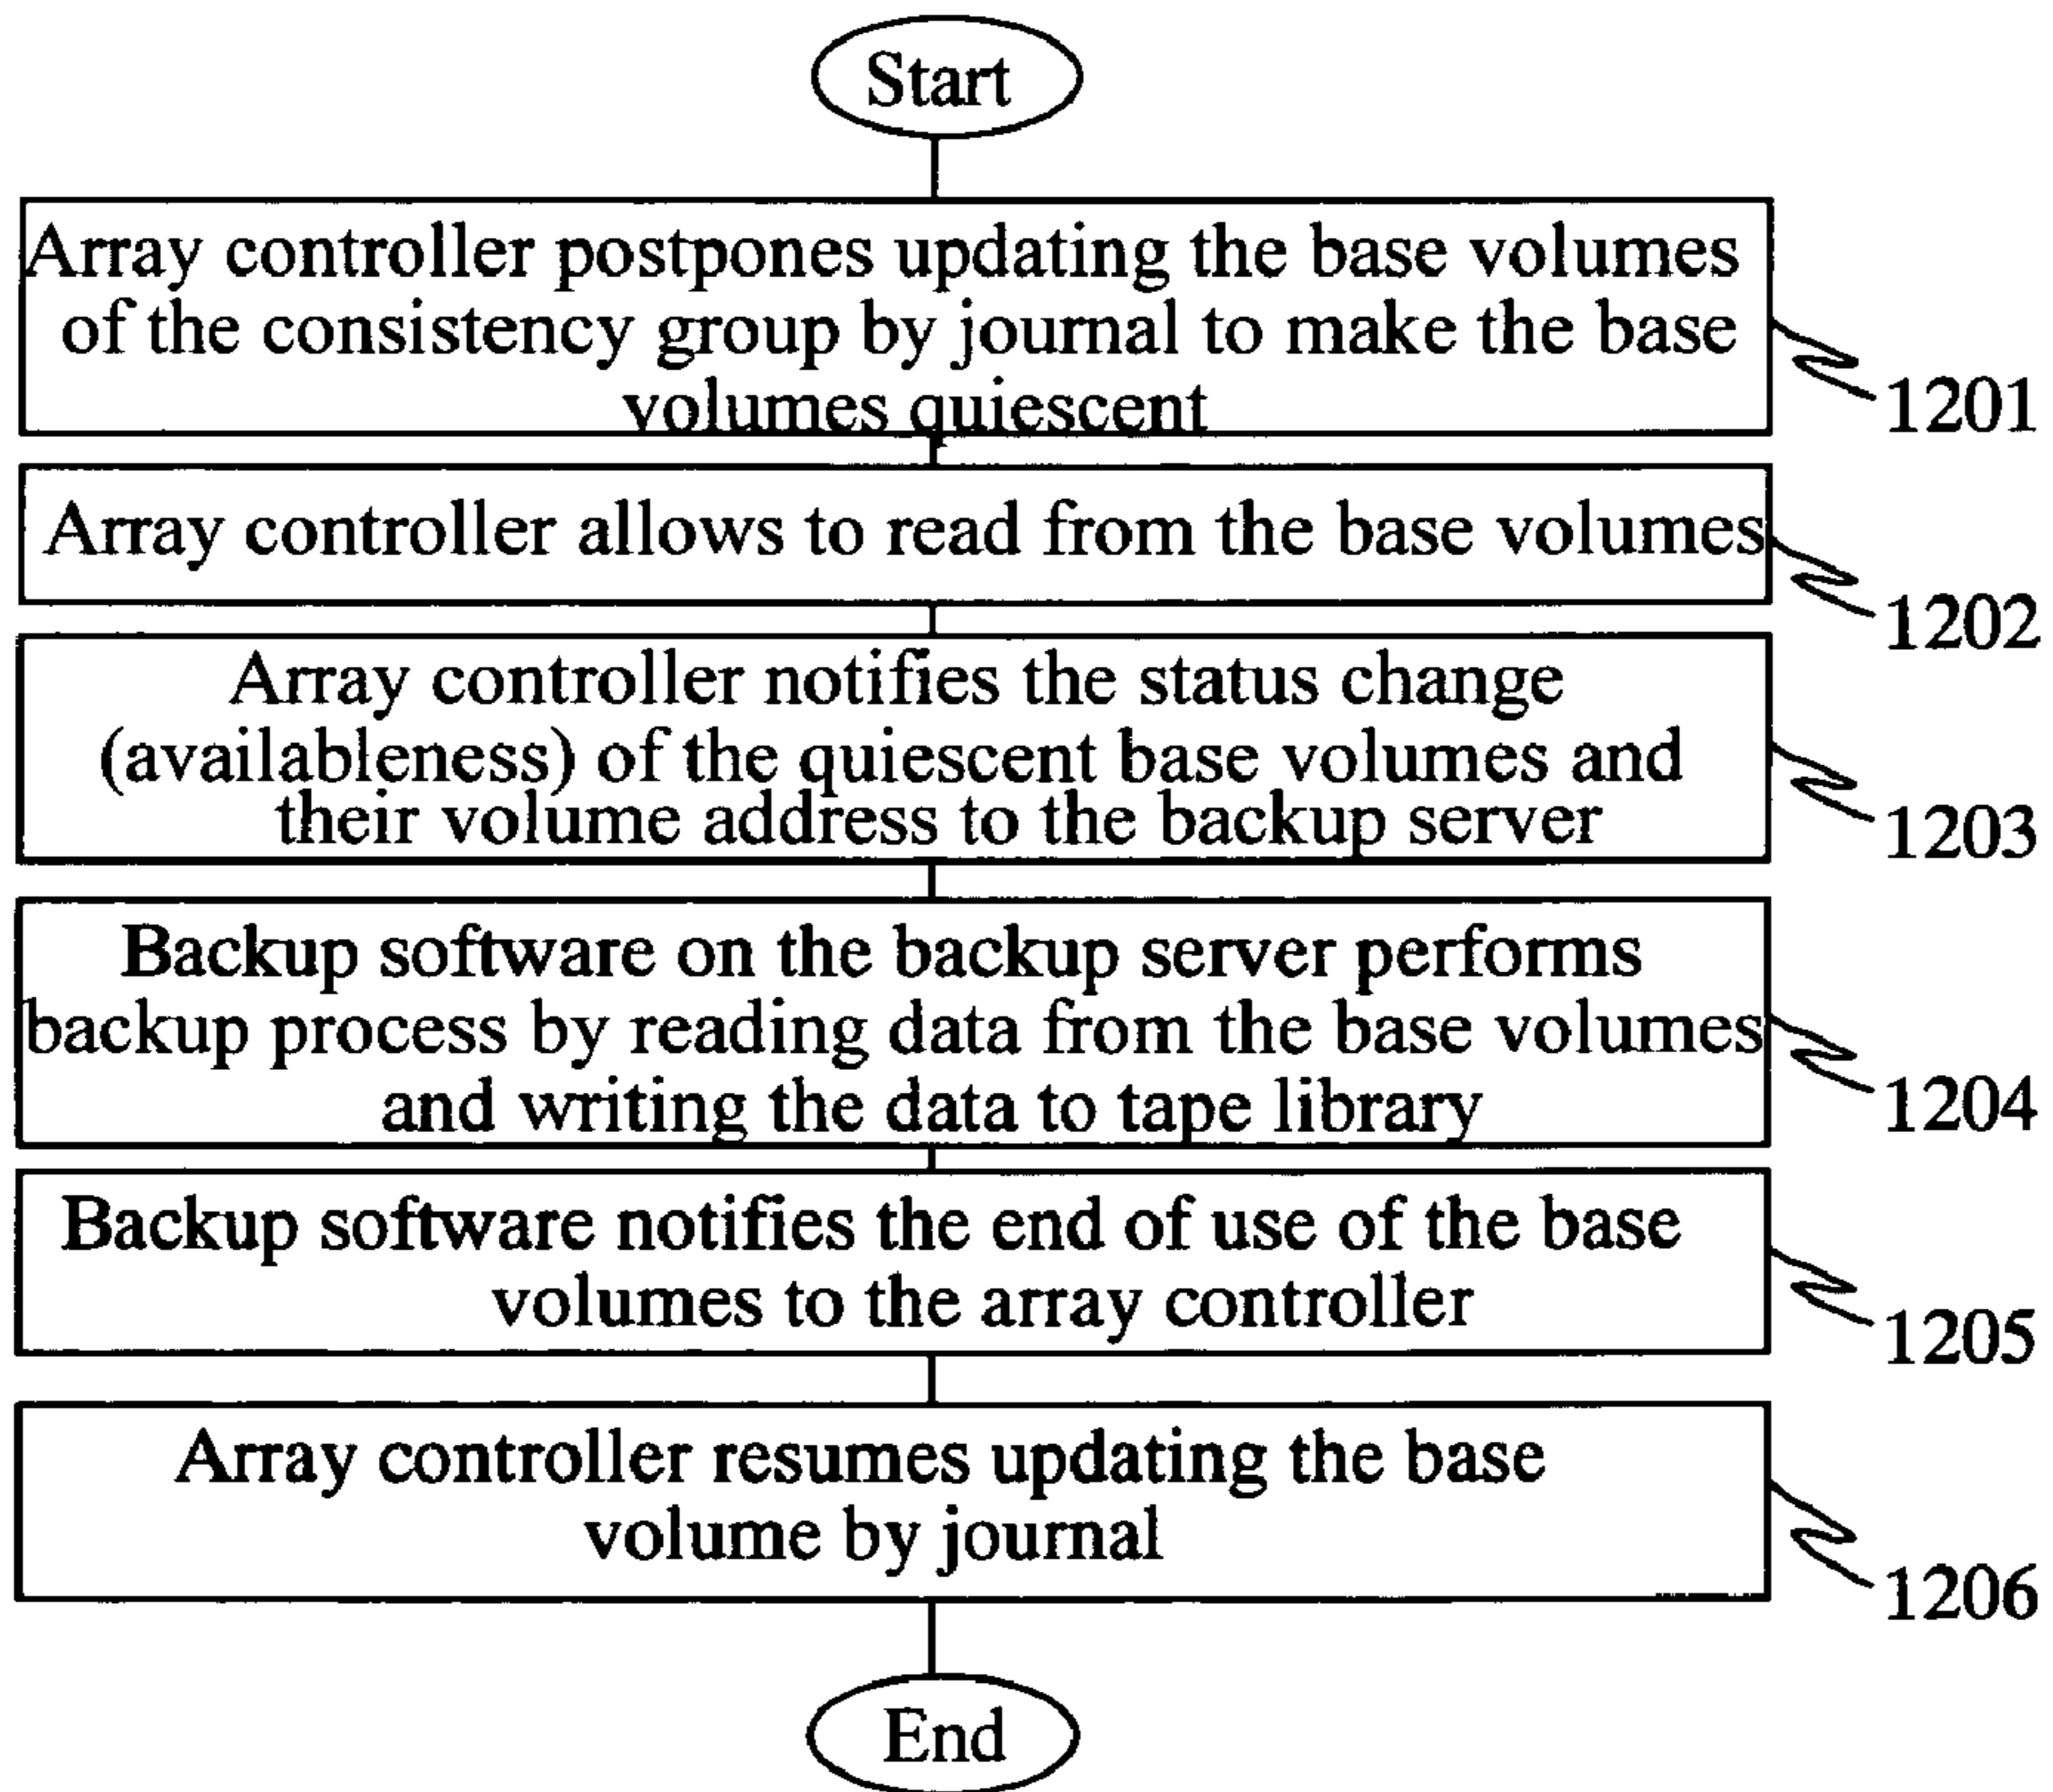 Start
Array controller postpones updating the base volumes
of the consistency group by journal to make the base
volumes quiescent
1201
Array controller allows to read from the base volumes
1202
Array controller notifies the status change
(availableness) of the quiescent base volumes and
their volume address to the backup server
1203
Backup software on the backup server performs
backup process by reading data from the base volumes
and writing the data to tape library
1204
Backup software notifies the end of use of the base
volumes to the array controller
1205
Array controller resumes updating the base
volume by journal
1206
End